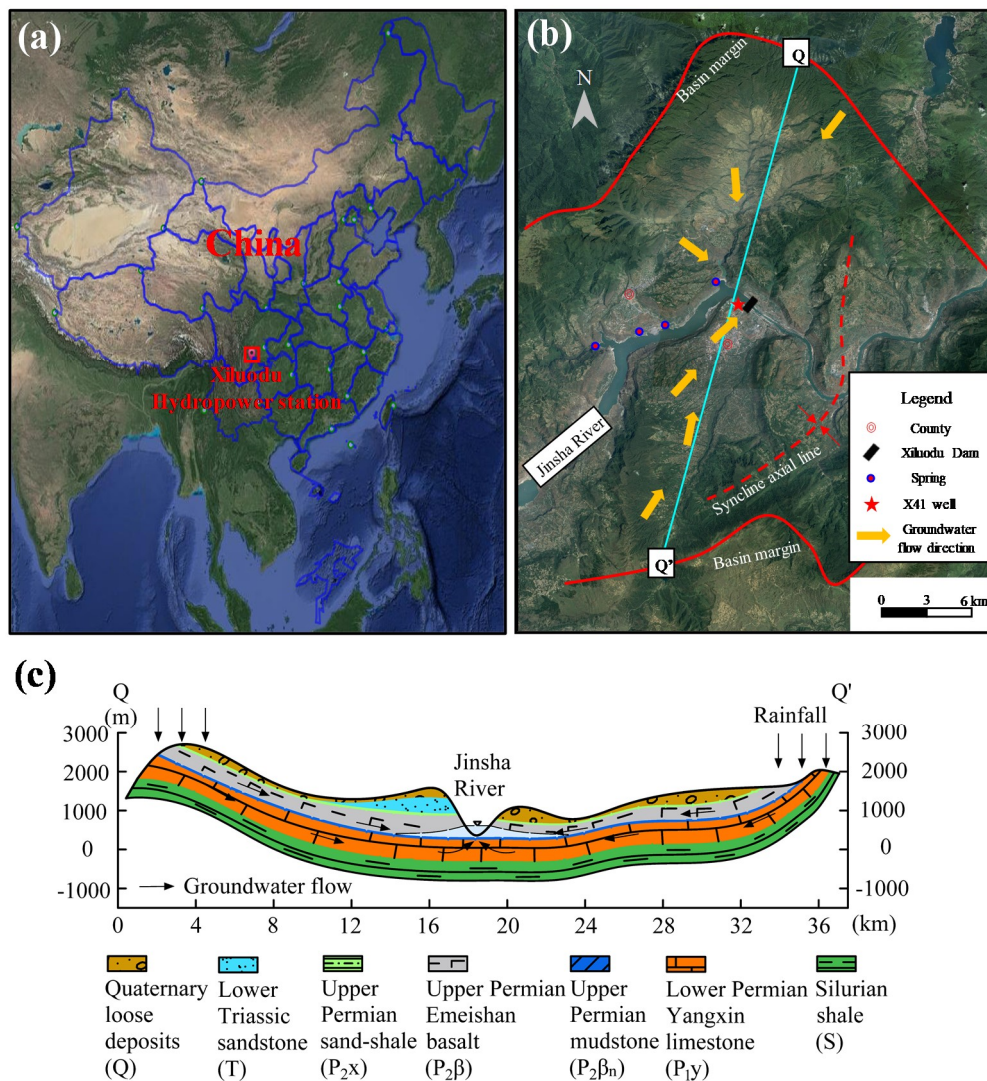 (a)
China
Xiluodu
Hydropower station
(b)
Q
Basin margin
N
Jinsha River
Syncline axial line
Q’
Basin margin
Legend
County
Xiluodu Dam
Spring
X41 well
Groundwater
flow direction
0 3 6 km
(c)
Q
(m)
Q'
Rainfall
3000
2000
1000
0
-1000
Jinsha
River
3000
2000
1000
0
-1000
Groundwater flow
0 4 8 12 16 20 24 28 32 36 (km)
Quaternary
loose
deposits
(Q)
Lower
Triassic
sandstone
(T)
Upper
Permian
sand-shale
(P₂x)
Upper Permian
Emeishan
basalt
(P₂β)
Upper
Permian
mudstone
(P₂βₙ)
Lower Permian
Yangxin
limestone
(P₁y)
Silurian
shale
(S)